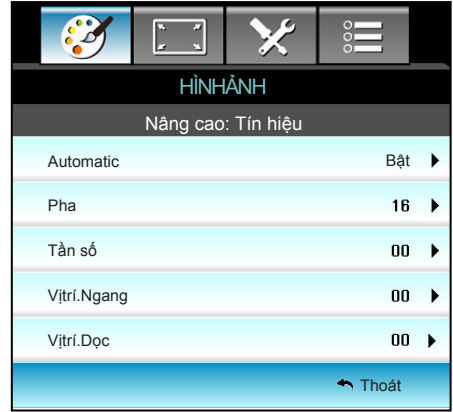 HÌNHẢNH
Nâng cao: Tín hiệu
Automatic Bật
Pha 16
Tần số 00
Vịtrí.Ngang 00
Vịtrí.Dọc 00
Thoát